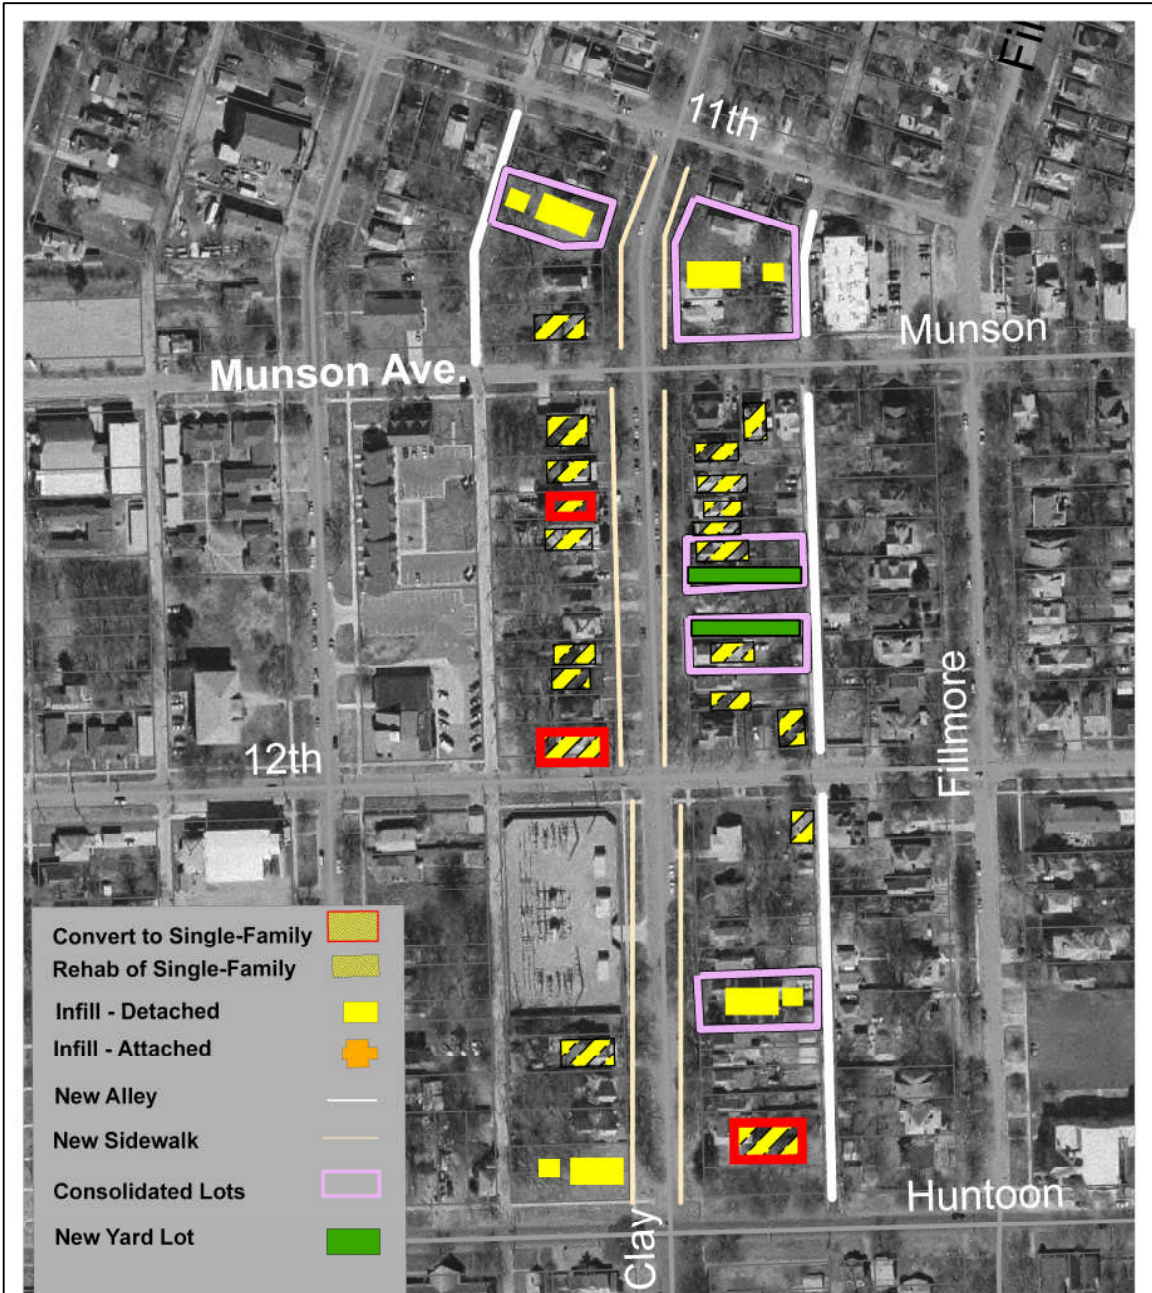 Fil
11th
Munson
Munson Ave.
Fillmore
12th
Convert to Single-Family
Rehab of Single-Family
Infill - Detached
Infill - Attached
New Alley
New Sidewalk
Consolidated Lots
New Yard Lot
Huntoon
Clay